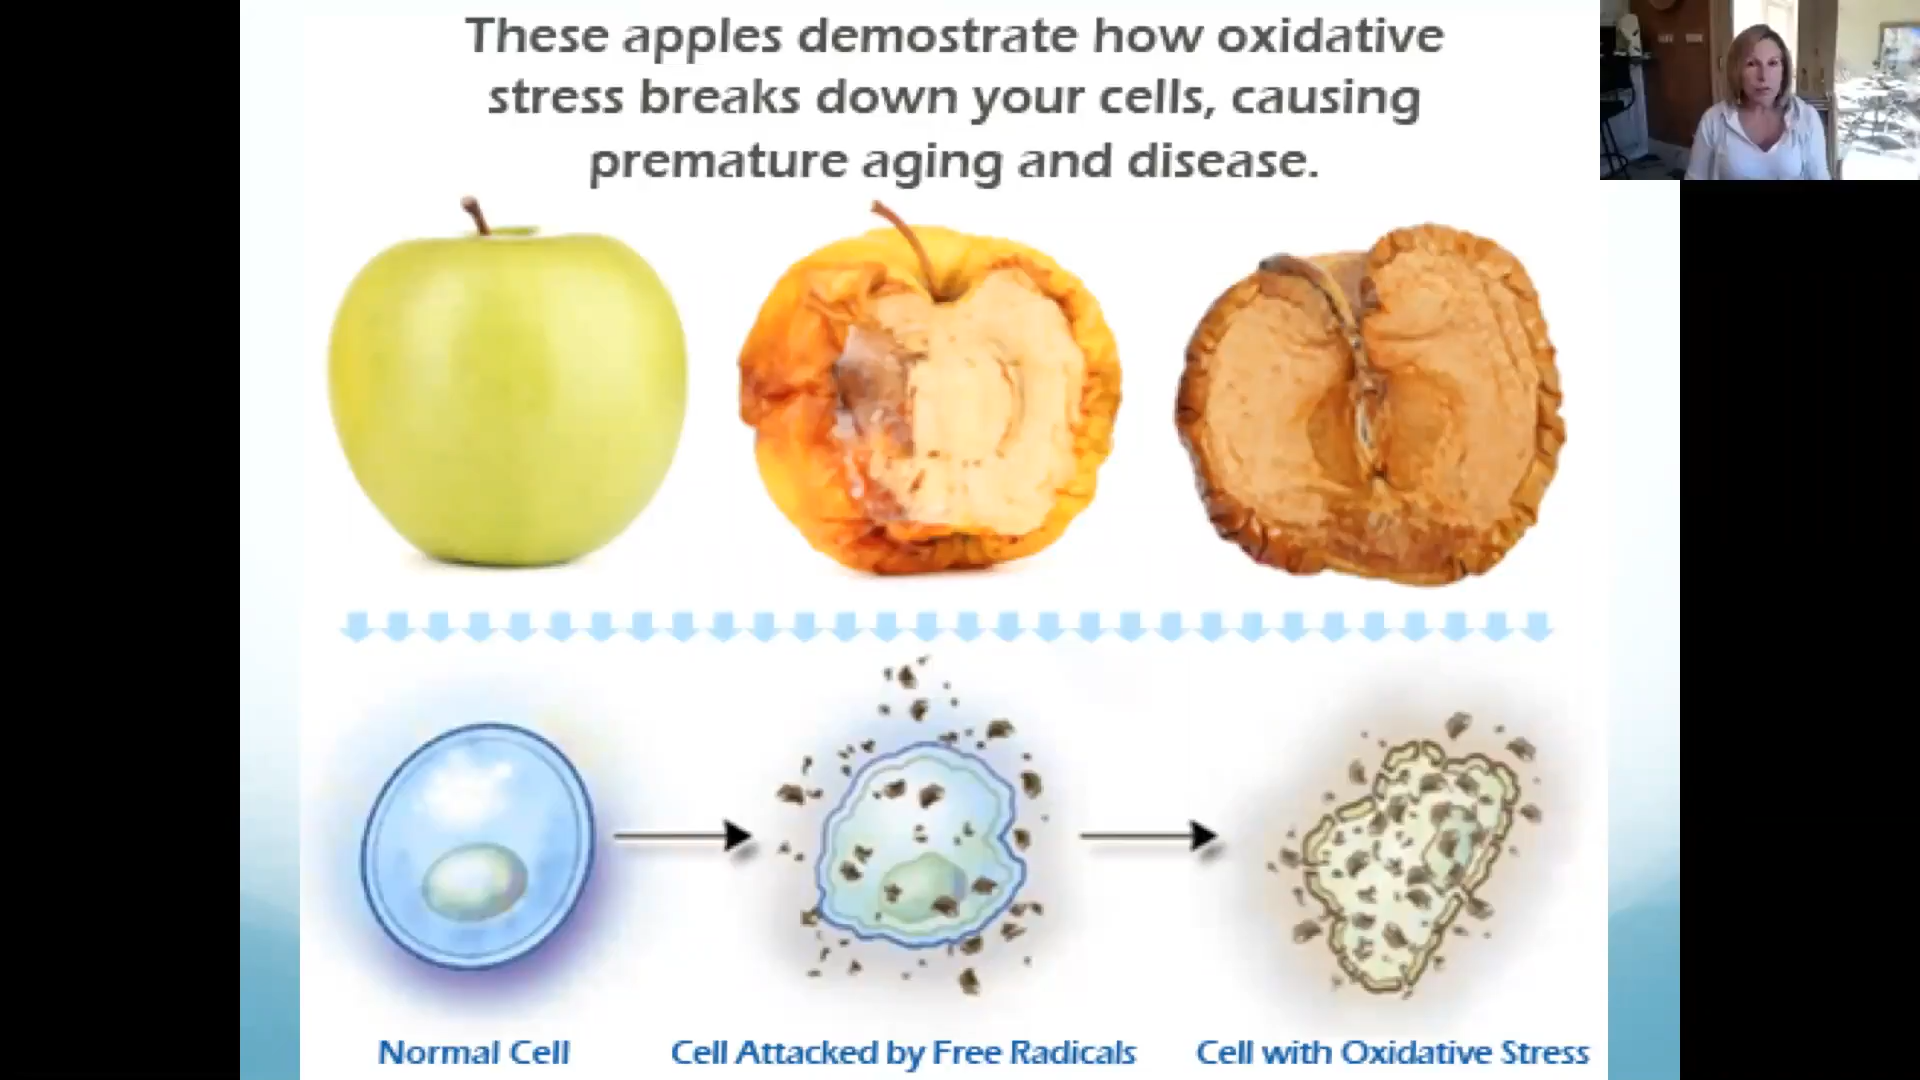 These apples demostrate how oxidative
stress breaks down your cells, causing
premature aging and disease.
Normal Cell
Cell Attacked by Free Radicals
Cell with Oxidative Stress